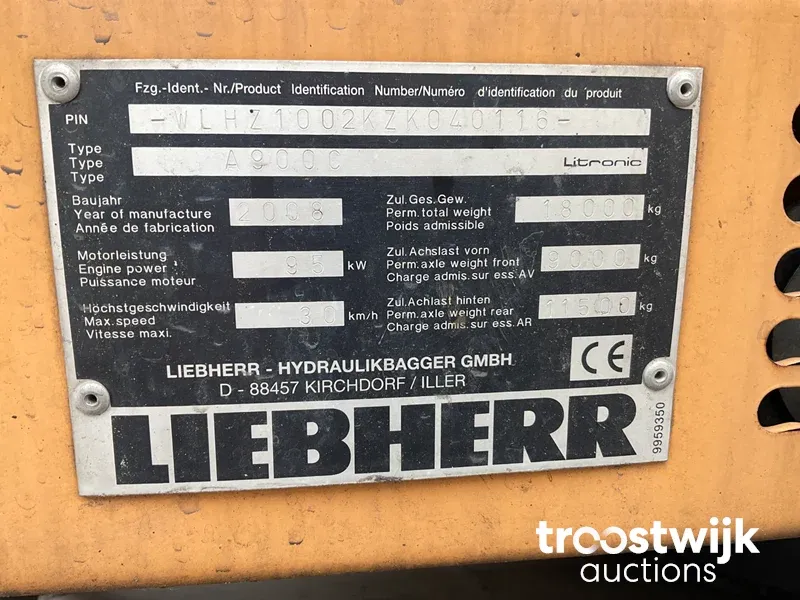 Fzg.-Ident.- Nr./Product Identification Number/Numéro d'identification du produit
PIN -WLHZ1002KZK040116-
Type
Type A900C Litronic
Type
Baujahr
Year of manufacture 2008
Année de fabrication
Zul.Ges.Gew.
Perm.total weight 18000 kg
Poids admissible
Motorleistung
Engine power 95 kW
Puissance moteur
Zul.Achslast vorn
Perm.axle weight front 9000 kg
Charge admis.sur ess.AV
Höchstgeschwindigkeit
Max.speed 30 km/h
Vitesse maxi.
Zul.Achlast hinten
Perm.axle weight rear 11500 kg
Charge admis.sur ess.AR
LIEBHERR - HYDRAULIKBAGGER GMBH
D - 88457 KIRCHDORF / ILLER
CE
LIEBHERR
9959350
troostwijk
auctions